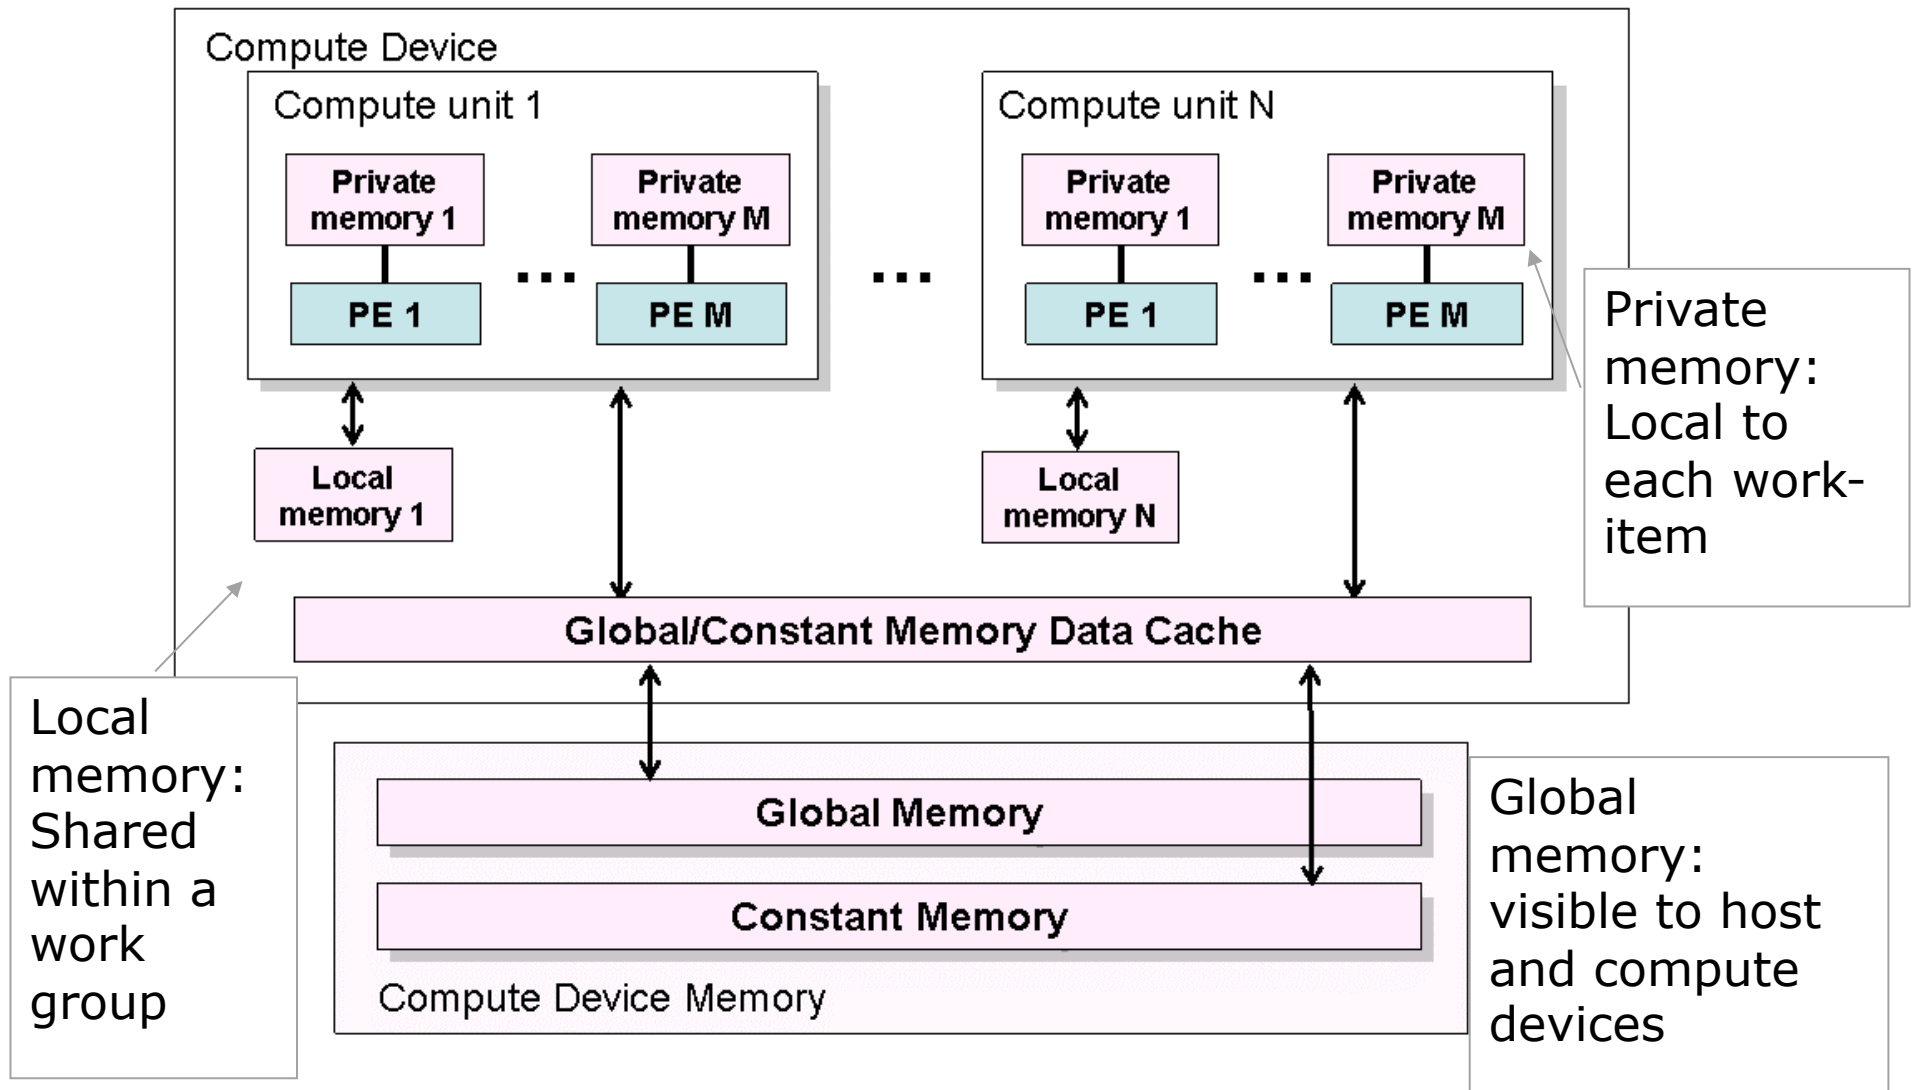 Compute Device
Compute unit 1
Private
memory 1
Private
memory M
...
PE 1
PE M
...
Compute unit N
Private
memory 1
Private
memory M
...
PE 1
PE M
Private
memory:
Local to
each work-
item
Local
memory 1
Local
memory N
Global/Constant Memory Data Cache
Local
memory:
Shared
within a
work
group
Global Memory
Constant Memory
Compute Device Memory
Global
memory:
visible to host
and compute
devices